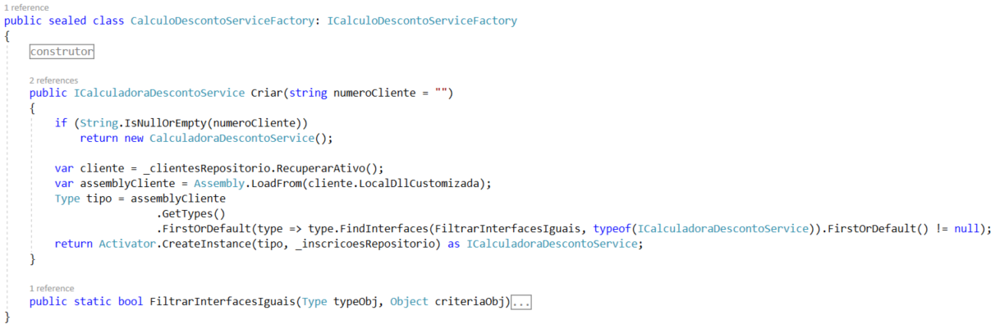 1 reference
public sealed class CalculoDescontoServiceFactory: ICalculoDescontoServiceFactory
{
construtor
2 references
public ICalculadoraDescontoService Criar(string numeroCliente = "")
{
if (String.IsNullOrEmpty(numeroCliente))
return new CalculadoraDescontoService();
var cliente = _clientesRepositorio.RecuperarAtivo();
var assemblyCliente = Assembly.LoadFrom(cliente.LocalDllCustomizada);
Type tipo = assemblyCliente
.GetTypes()
.FirstOrDefault(type => type.FindInterfaces(FiltrarInterfacesIguais, typeof(ICalculadoraDescontoService)).FirstOrDefault() != null);
return Activator.CreateInstance(tipo, _inscricoesRepositorio) as ICalculadoraDescontoService;
}
1 reference
public static bool FiltrarInterfacesIguais(Type typeObj, Object criteriaObj)...
}